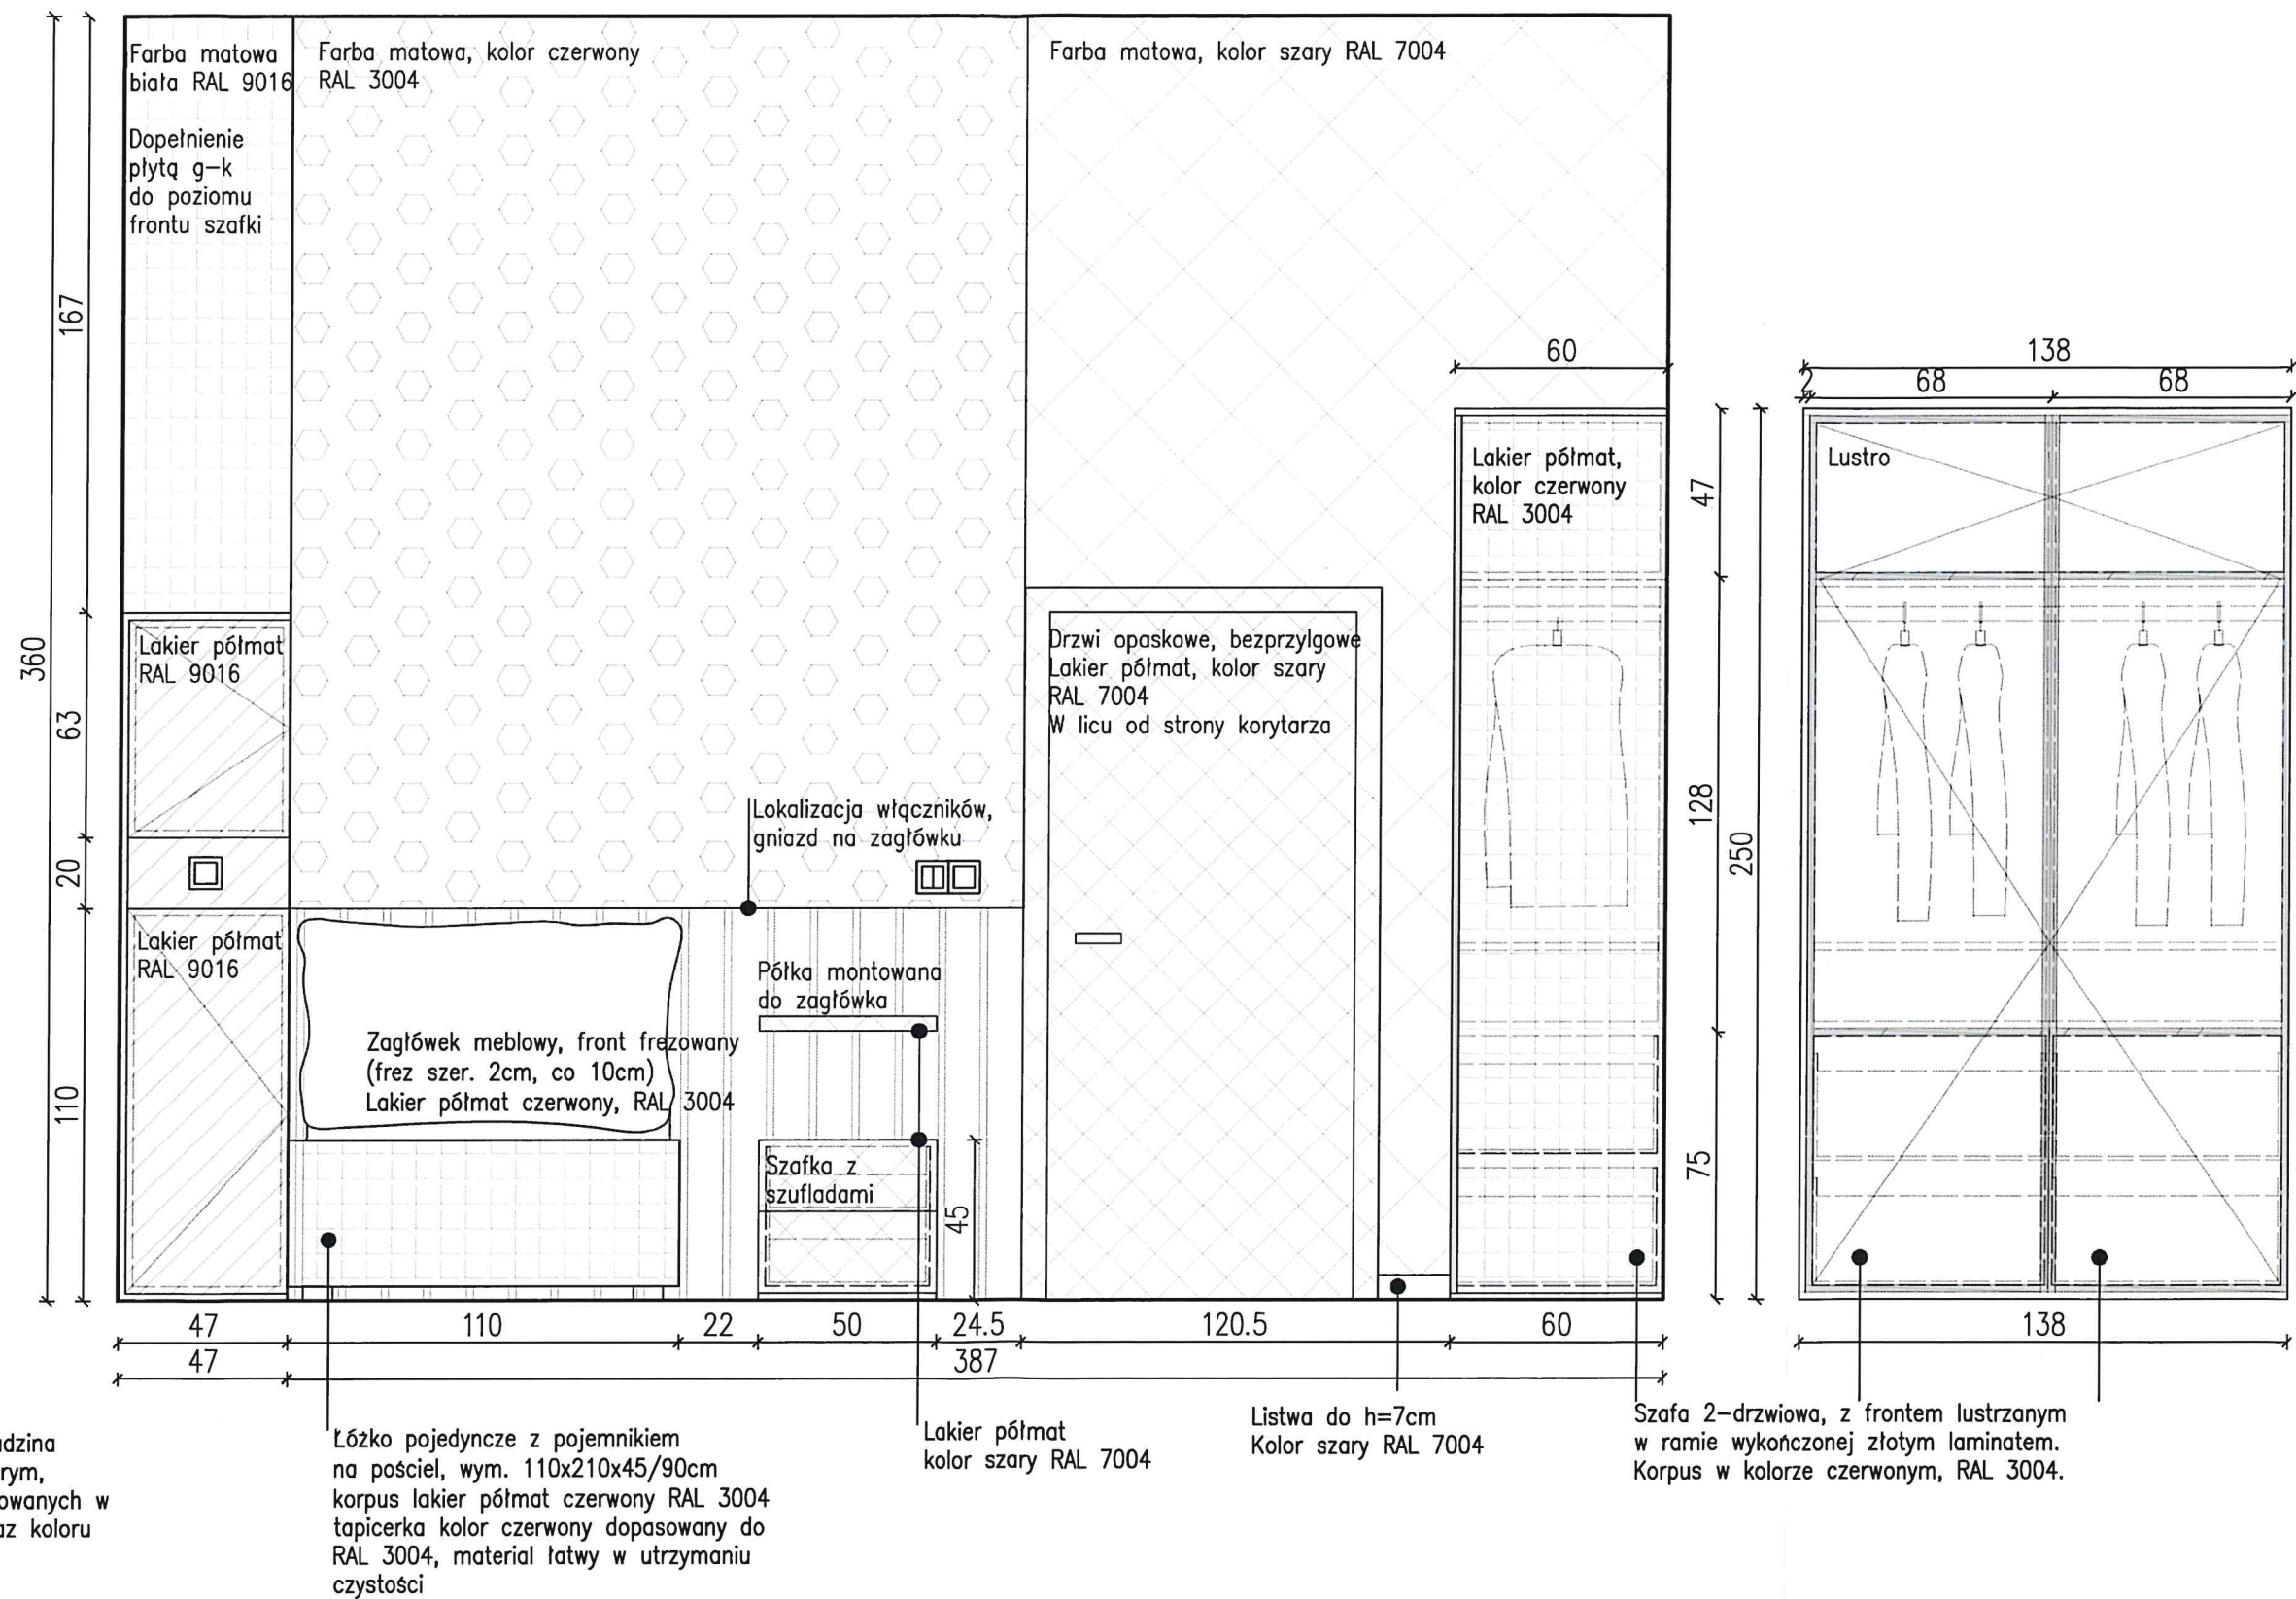 Farba matowa
biała RAL 9016
Dopełnienie
płytą g-k
do poziomu
frontu szafki
Farba matowa, kolor czerwony
RAL 3004
Farba matowa, kolor szary RAL 7004
360
167
63
20
110
Lakier półmat
RAL 9016
Lakier półmat
RAL 9016
Lokalizacja włączników,
gniazd na zagłówku
Półka montowana
do zagłówka
Zagłówek meblowy, front frezowany
(frez szer. 2cm, co 10cm)
Lakier półmat czerwony, RAL 3004
Szafka z
szufladami
45
Drzwi opaskowe, bezprzylgowe
Lakier półmat, kolor szary
RAL 7004
W licu od strony korytarza
60
Lakier półmat,
kolor czerwony
RAL 3004
47
128
75
250
138
2
68
68
Lustro
138
47
110
22
50
24.5
120.5
60
47
387
adzina
rym,
owanych w
az koloru
Łóżko pojedyncze z pojemnikiem
na pościel, wym. 110x210x45/90cm
korpus lakier półmat czerwony RAL 3004
tapicerka kolor czerwony dopasowany do
RAL 3004, material łatwy w utrzymaniu
czystości
Lakier półmat
kolor szary RAL 7004
Listwa do h=7cm
Kolor szary RAL 7004
Szafa 2-drzwiowa, z frontem lustrzanym
w ramie wykończonej złotym laminatem.
Korpus w kolorze czerwonym, RAL 3004.